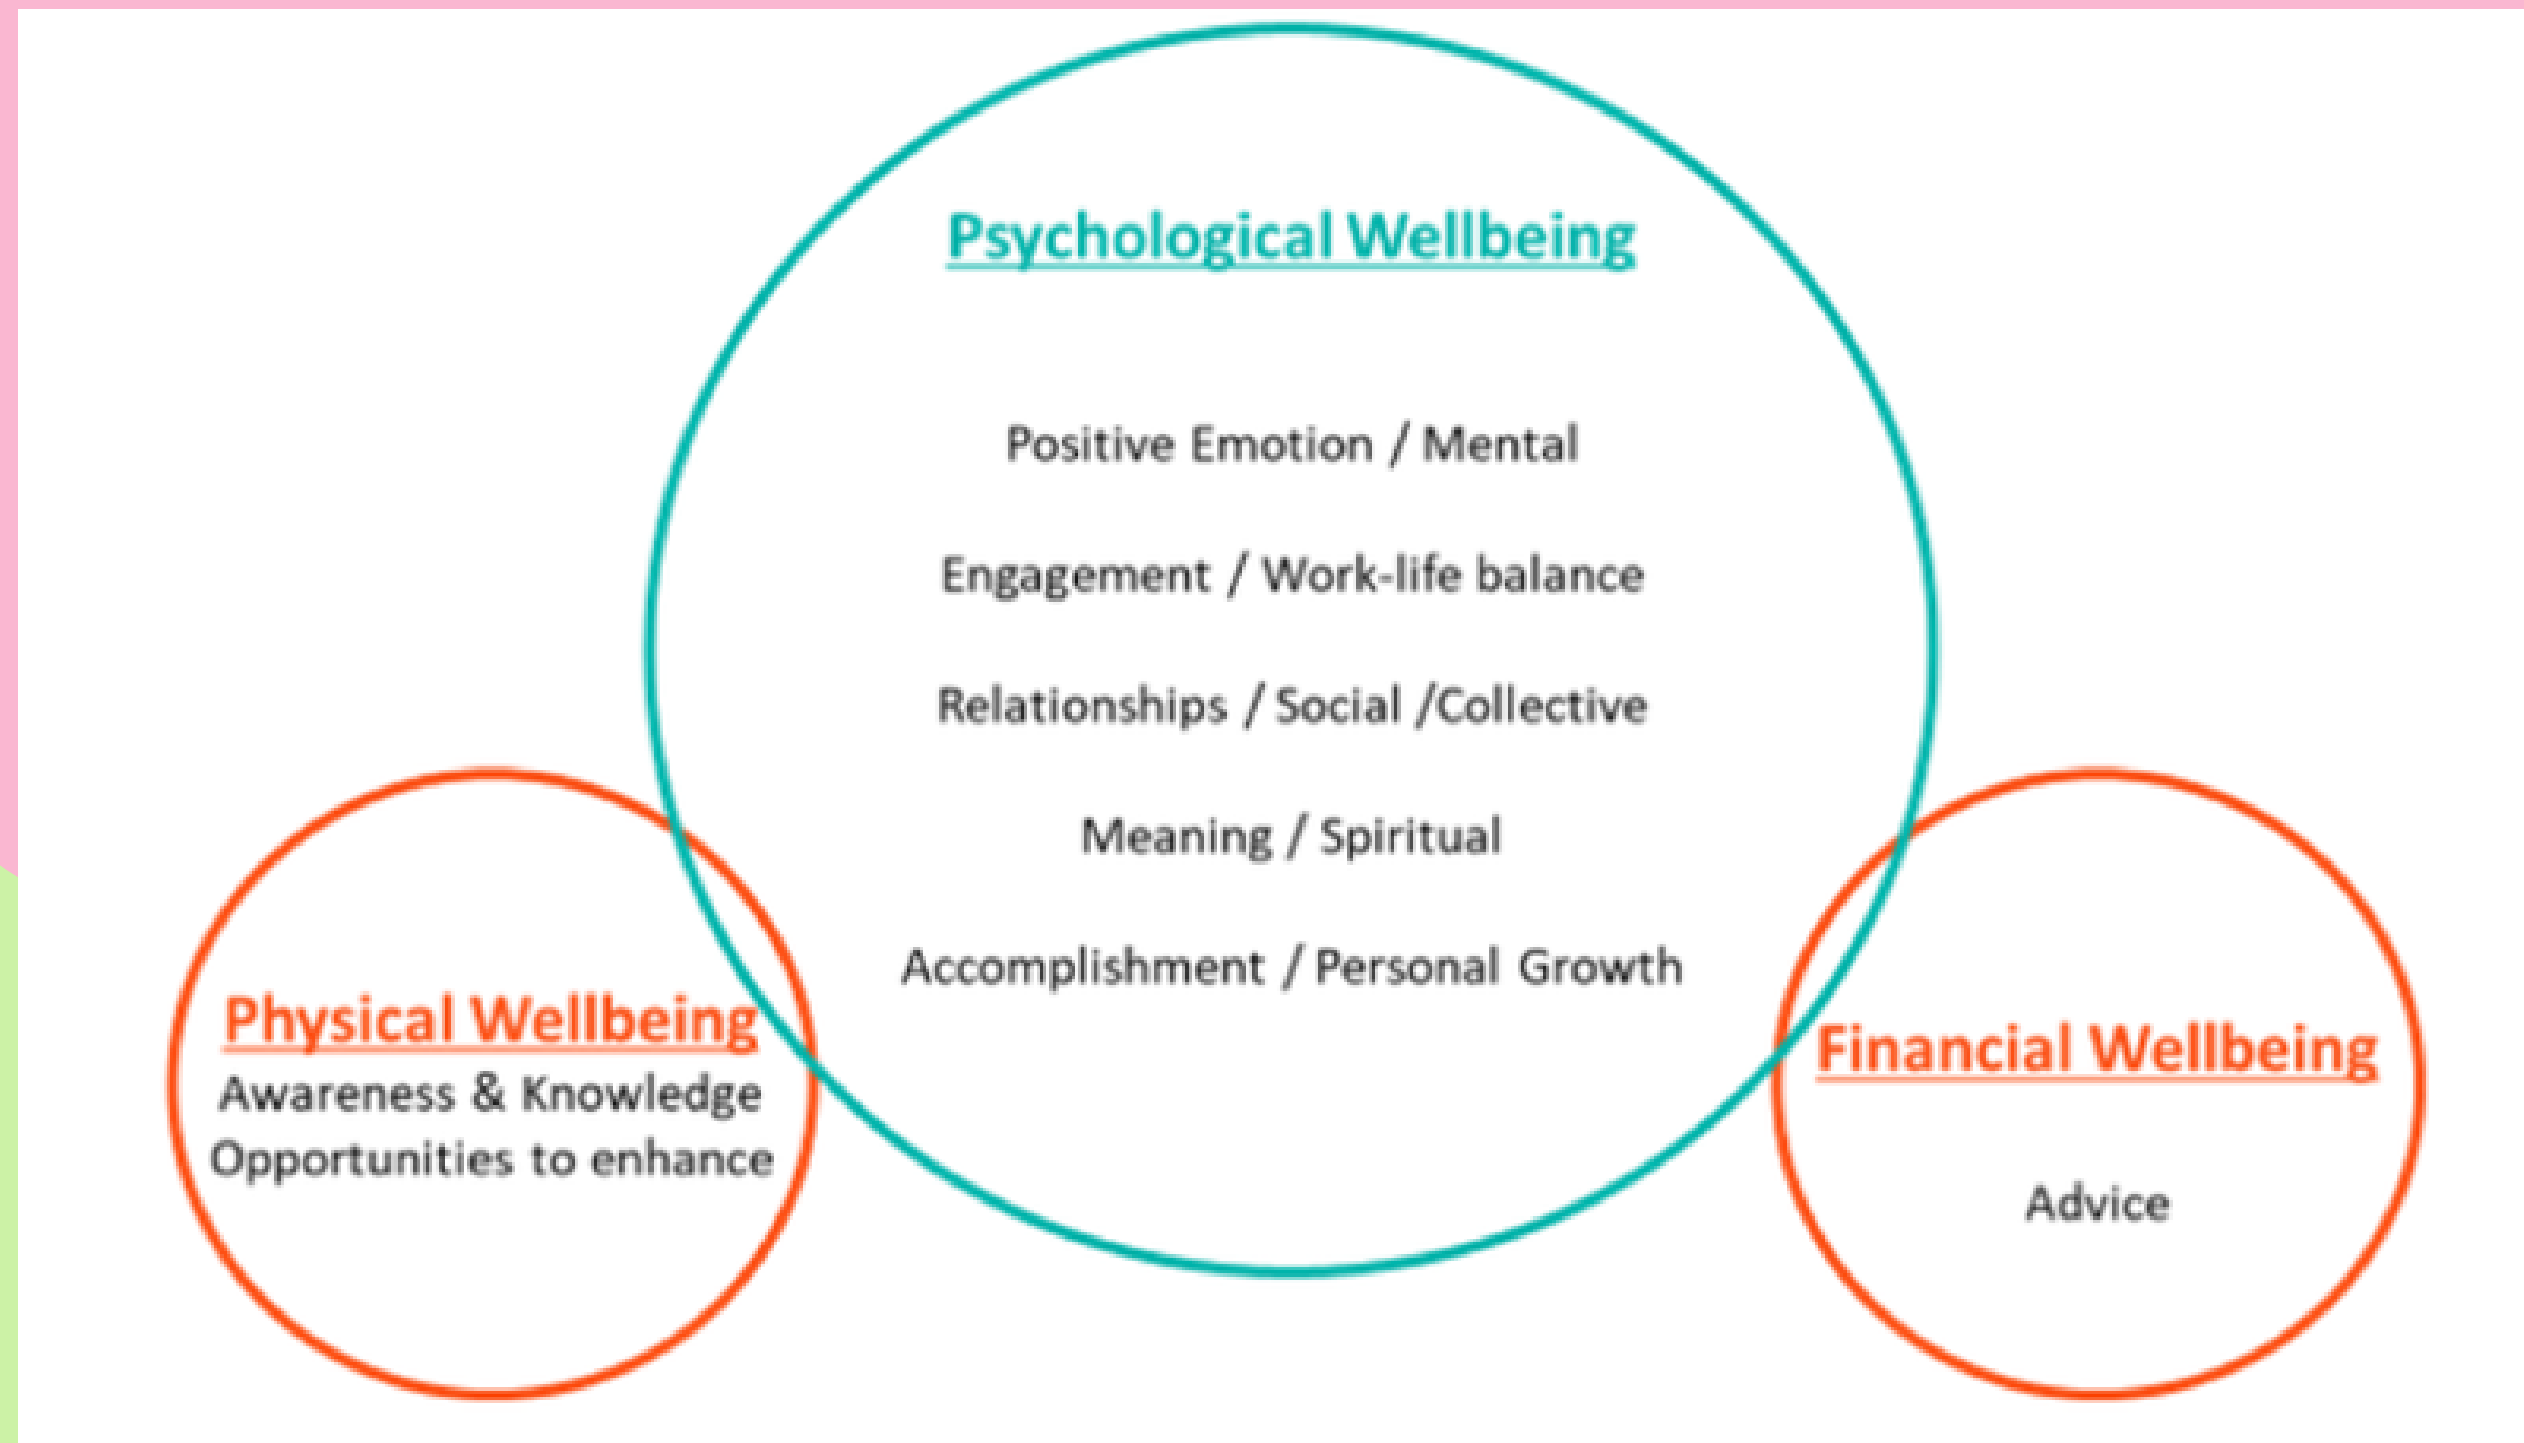 Psychological Wellbeing
Positive Emotion / Mental
Engagement / Work-life balance
Relationships / Social /Collective
Meaning / Spiritual
Accomplishment / Personal Growth
Physical Wellbeing
Awareness & Knowledge
Opportunities to enhance
Financial Wellbeing
Advice